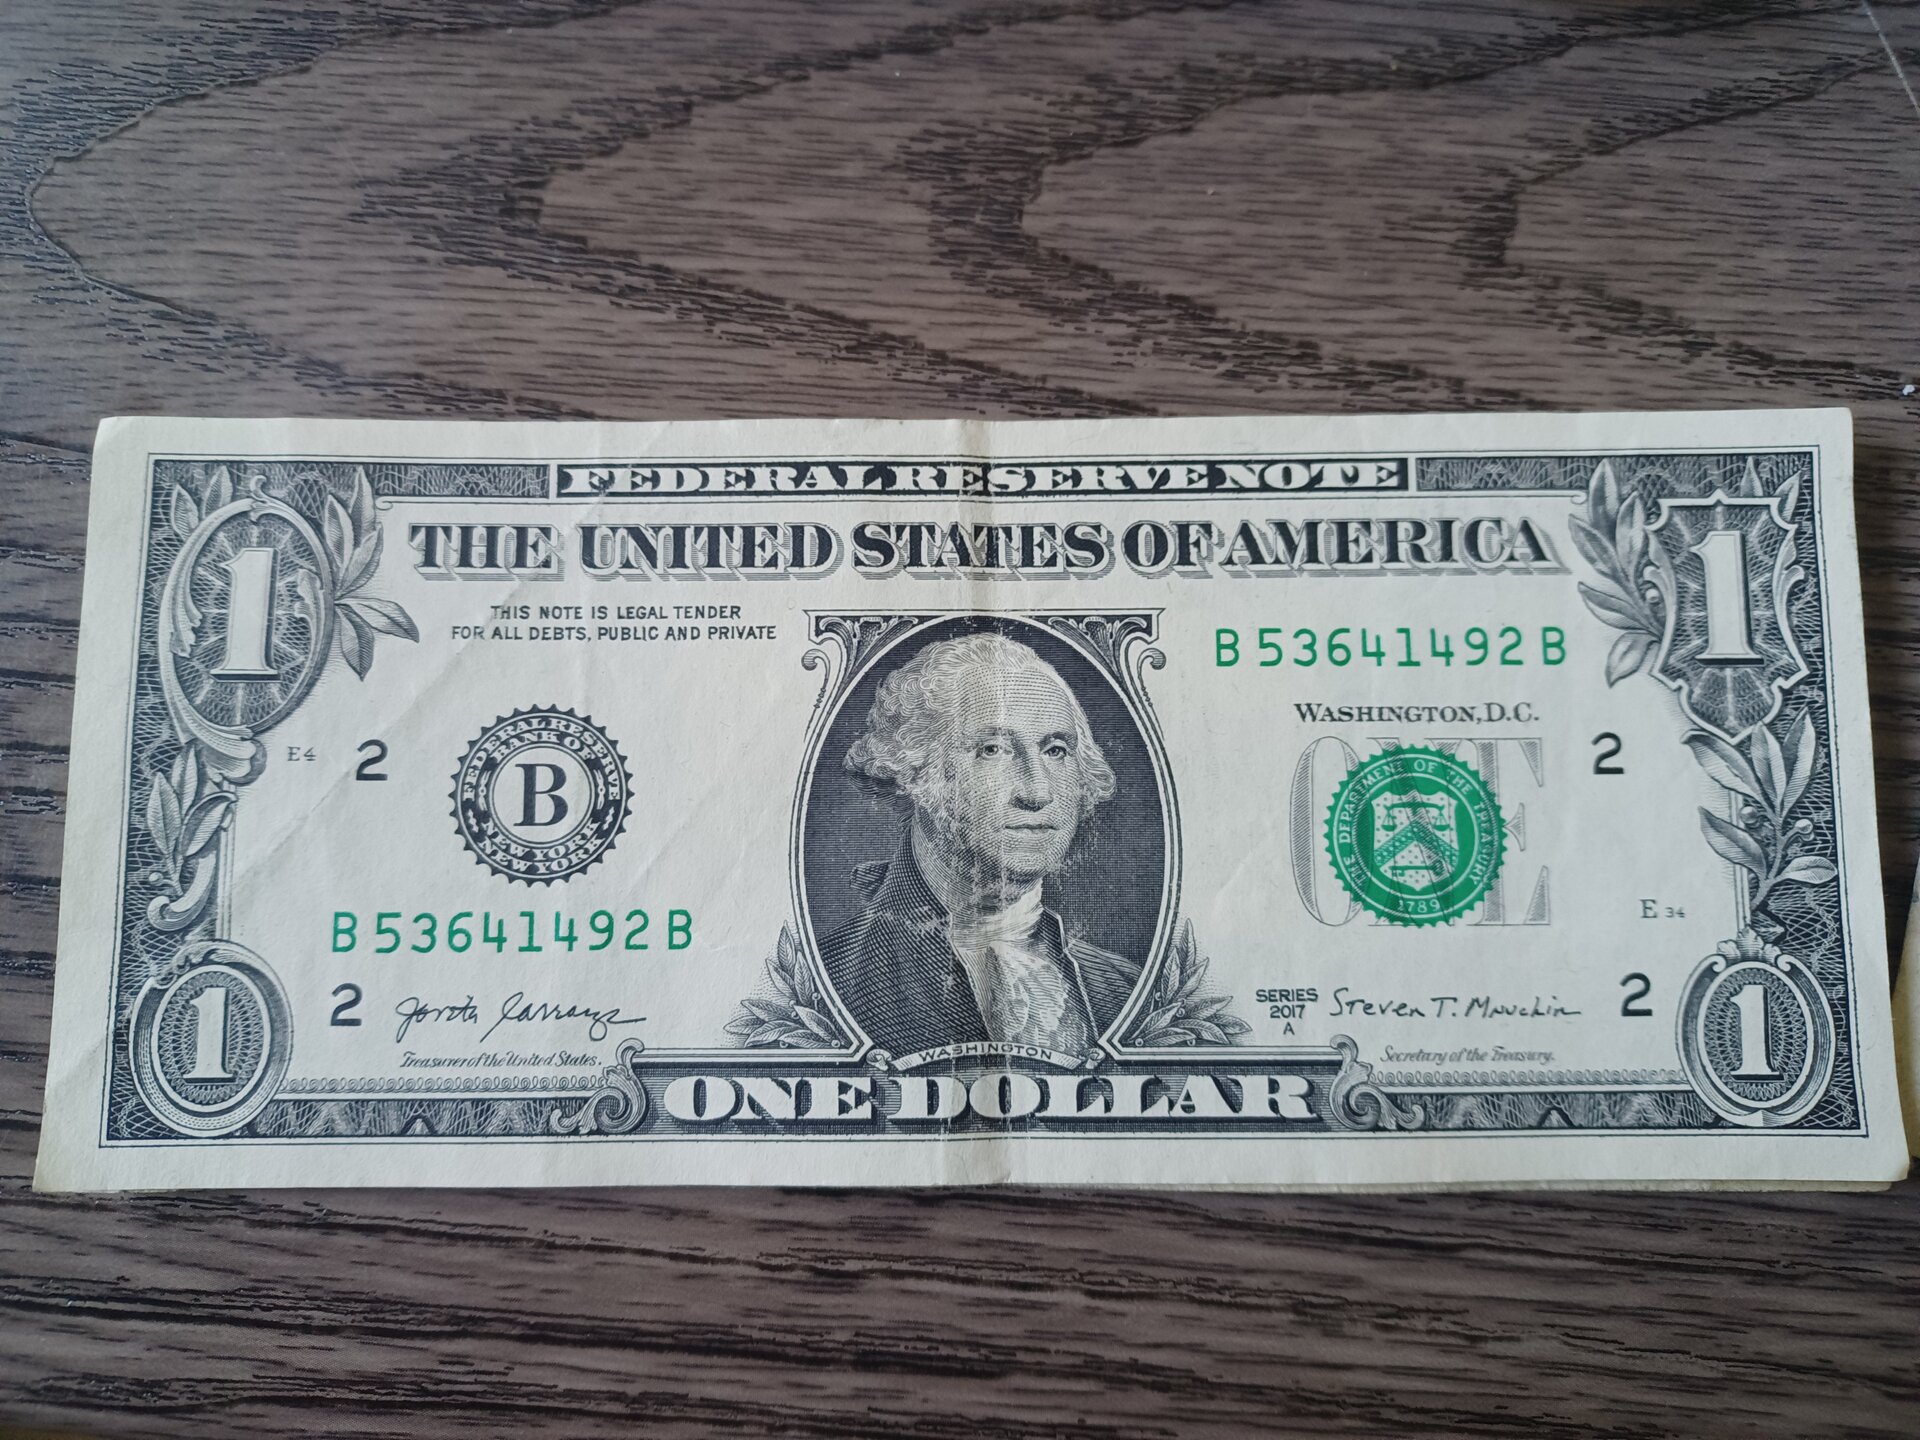 FEDERAL RESERVE NOTE
THE UNITED STATES OF AMERICA
1
1
THIS NOTE IS LEGAL TENDER
FOR ALL DEBTS, PUBLIC AND PRIVATE
B 53641492 B
WASHINGTON, D.C.
E4
2
FEDERAL RESERVE
BANK OF
B
NEW YORK
NEW YORK
ONE
THE DEPARTMENT OF THE TREASURY
1789
2
B 53641492 B
E 34
2
Jovita Carranza
Treasurer of the United States.
WASHINGTON
SERIES
2017
A
Steven T. Mnuchin
Secretary of the Treasury.
2
1
ONE DOLLAR
1